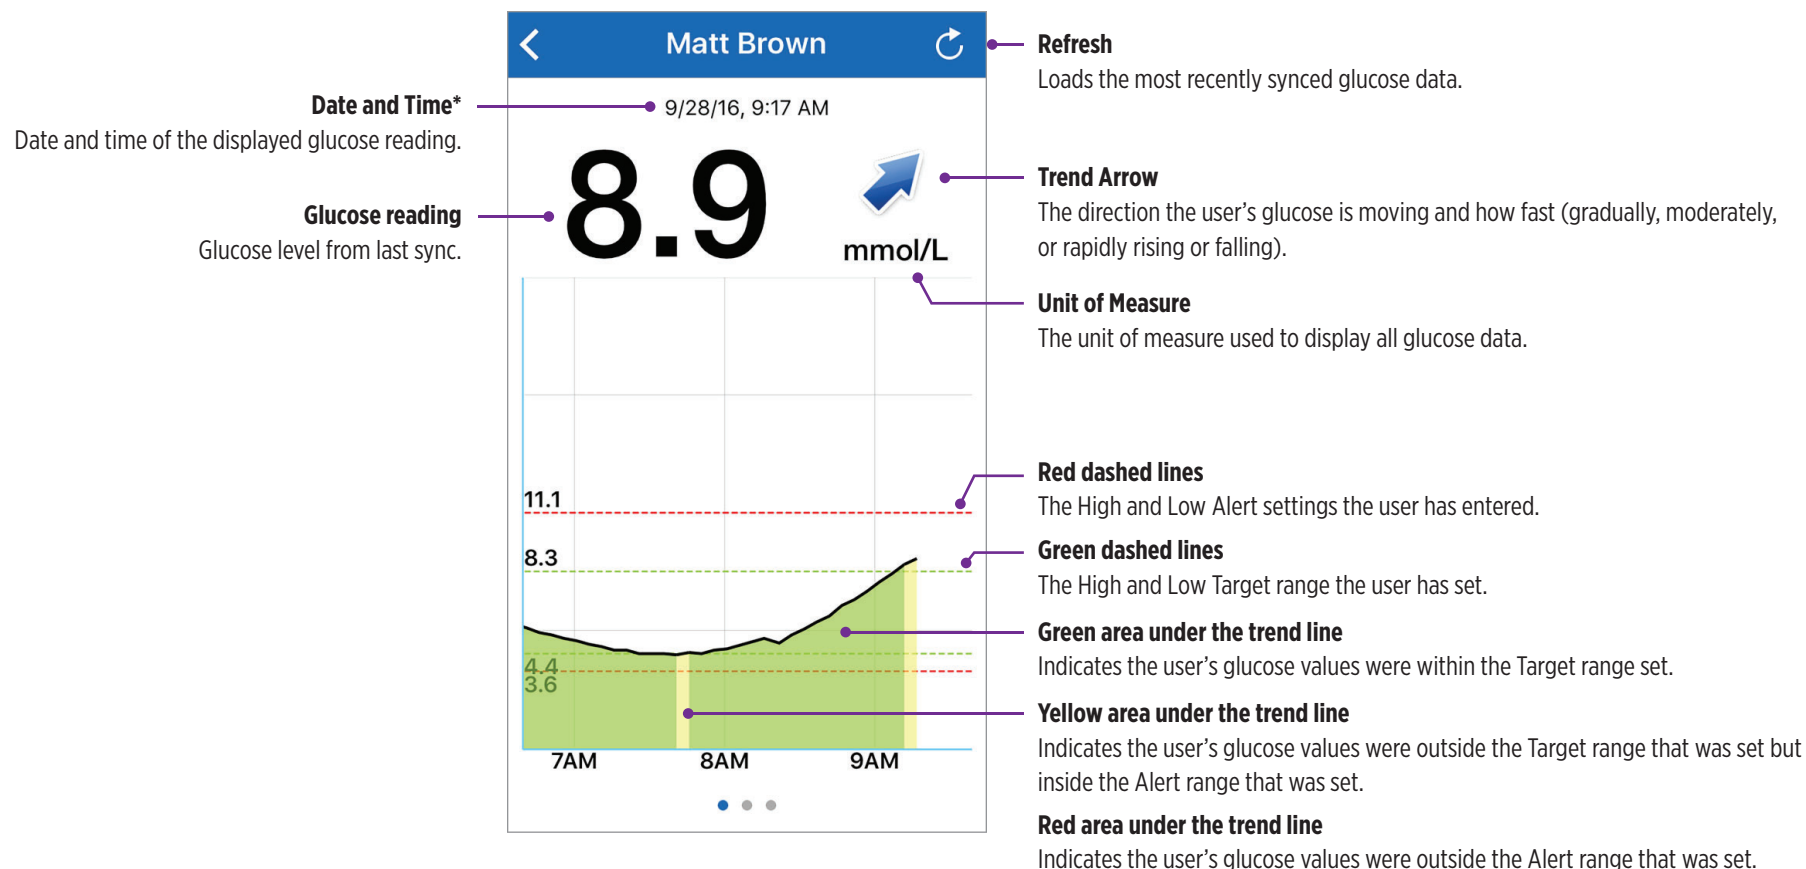 Matt Brown
9/28/16, 9:17 AM
8.9
mmol/L
11.1
8.3
4.4
3.6
7AM 8AM 9AM
Date and Time*
Date and time of the displayed glucose reading.
Glucose reading
Glucose level from last sync.
Refresh
Loads the most recently synced glucose data.
Trend Arrow
The direction the user’s glucose is moving and how fast (gradually, moderately,
or rapidly rising or falling).
Unit of Measure
The unit of measure used to display all glucose data.
Red dashed lines
The High and Low Alert settings the user has entered.
Green dashed lines
The High and Low Target range the user has set.
Green area under the trend line
Indicates the user’s glucose values were within the Target range set.
Yellow area under the trend line
Indicates the user’s glucose values were outside the Target range that was set but
inside the Alert range that was set.
Red area under the trend line
Indicates the user’s glucose values were outside the Alert range that was set.